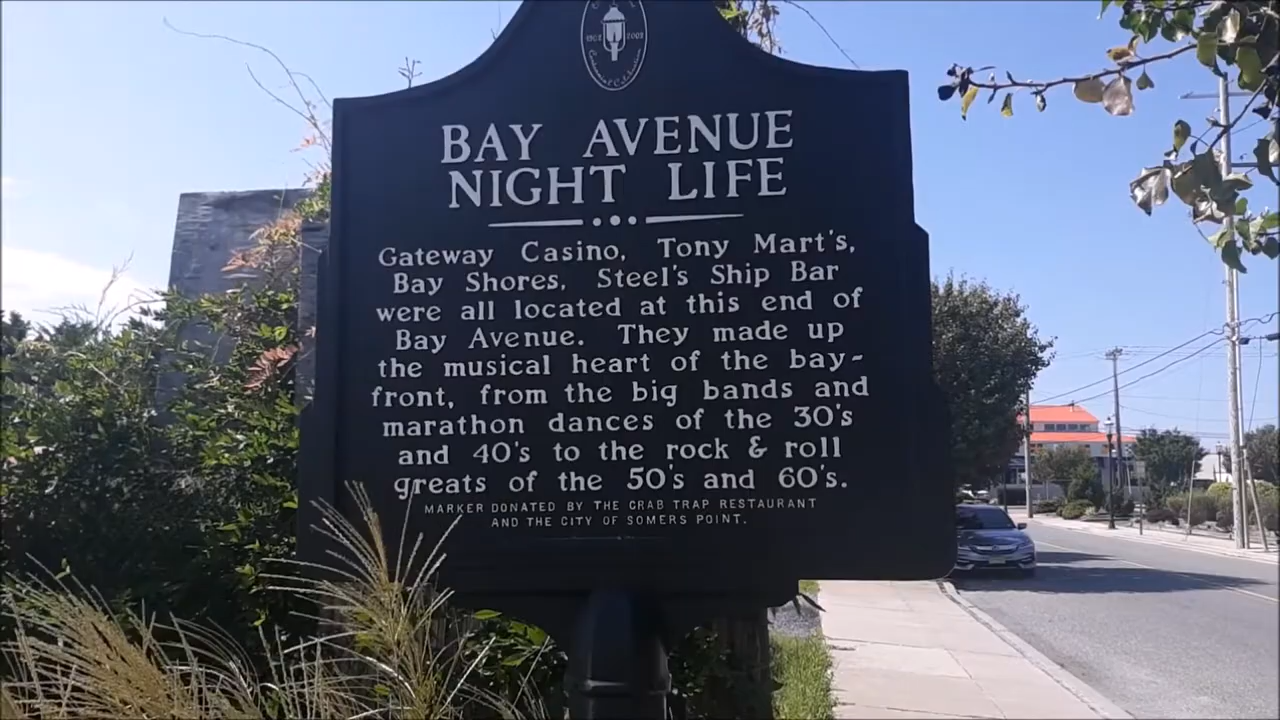 1902 2002
BAY AVENUE
NIGHT LIFE
Gateway Casino, Tony Mart's,
Bay Shores, Steel's Ship Bar
were all located at this end of
Bay Avenue. They made up
the musical heart of the bay-
front, from the big bands and
marathon dances of the 30's
and 40's to the rock & roll
greats of the 50's and 60's.
MARKER DONATED BY THE CRAB TRAP RESTAURANT
AND THE CITY OF SOMERS POINT.